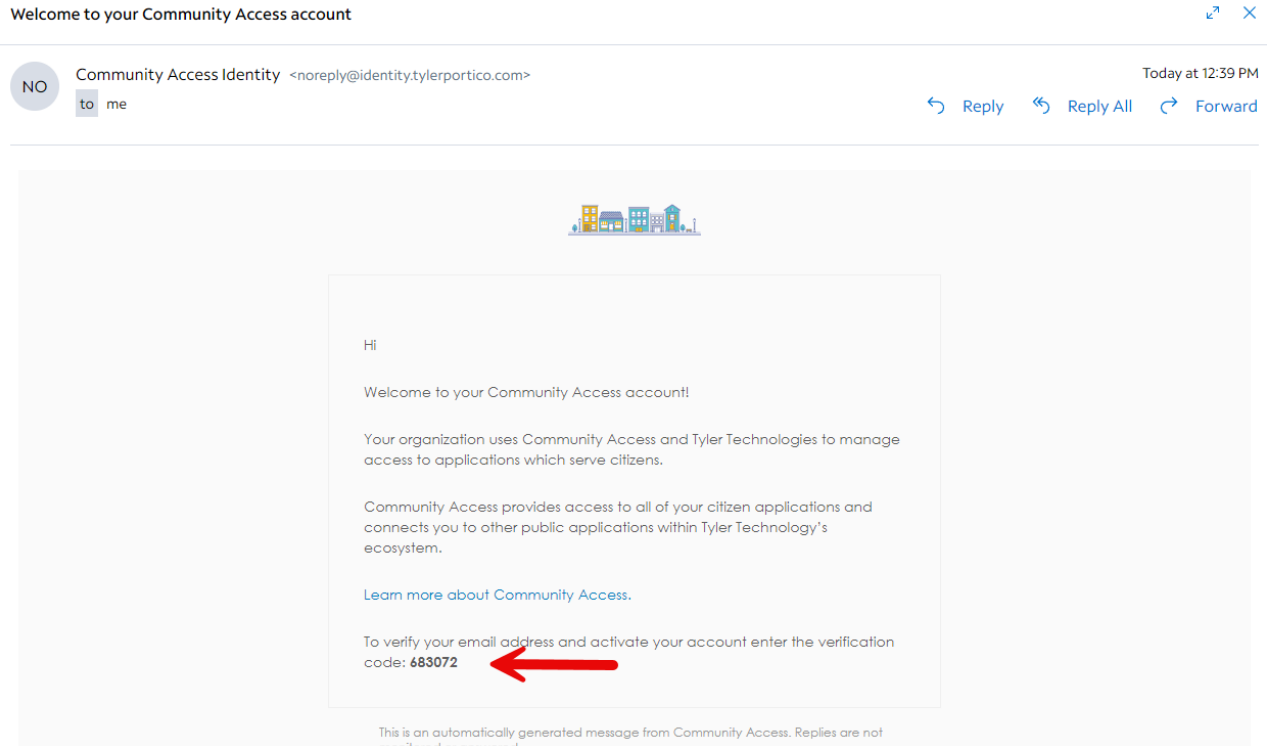 Welcome to your Community Access account
NO
Community Access Identity <noreply@identity.tylerportico.com>
Today at 12:39 PM
to me
Reply Reply All Forward
Hi
Welcome to your Community Access account!
Your organization uses Community Access and Tyler Technologies to manage
access to applications which serve citizens.
Community Access provides access to all of your citizen applications and
connects you to other public applications within Tyler Technology's
ecosystem.
Learn more about Community Access.
To verify your email address and activate your account enter the verification
code: 683072
This is an automatically generated message from Community Access. Replies are not